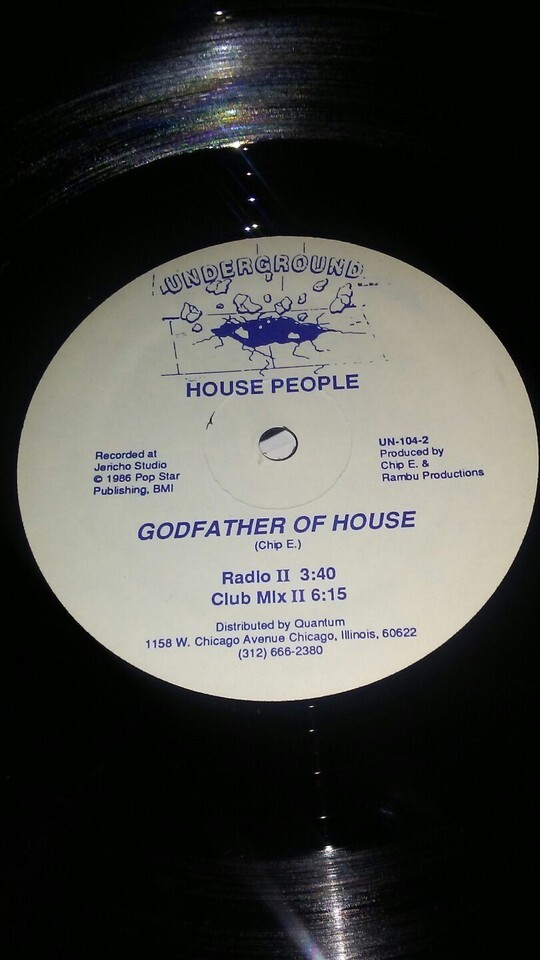 UNDERGROUND
HOUSE PEOPLE
Recorded at
Jericho Studio
© 1986 Pop Star
Publishing, BMI
UN-104-2
Produced by
Chip E. &
Rambu Productions
GODFATHER OF HOUSE
(Chip E.)
Radio II 3:40
Club Mix II 6:15
Distributed by Quantum
1158 W. Chicago Avenue Chicago, Illinois, 60622
(312) 666-2380